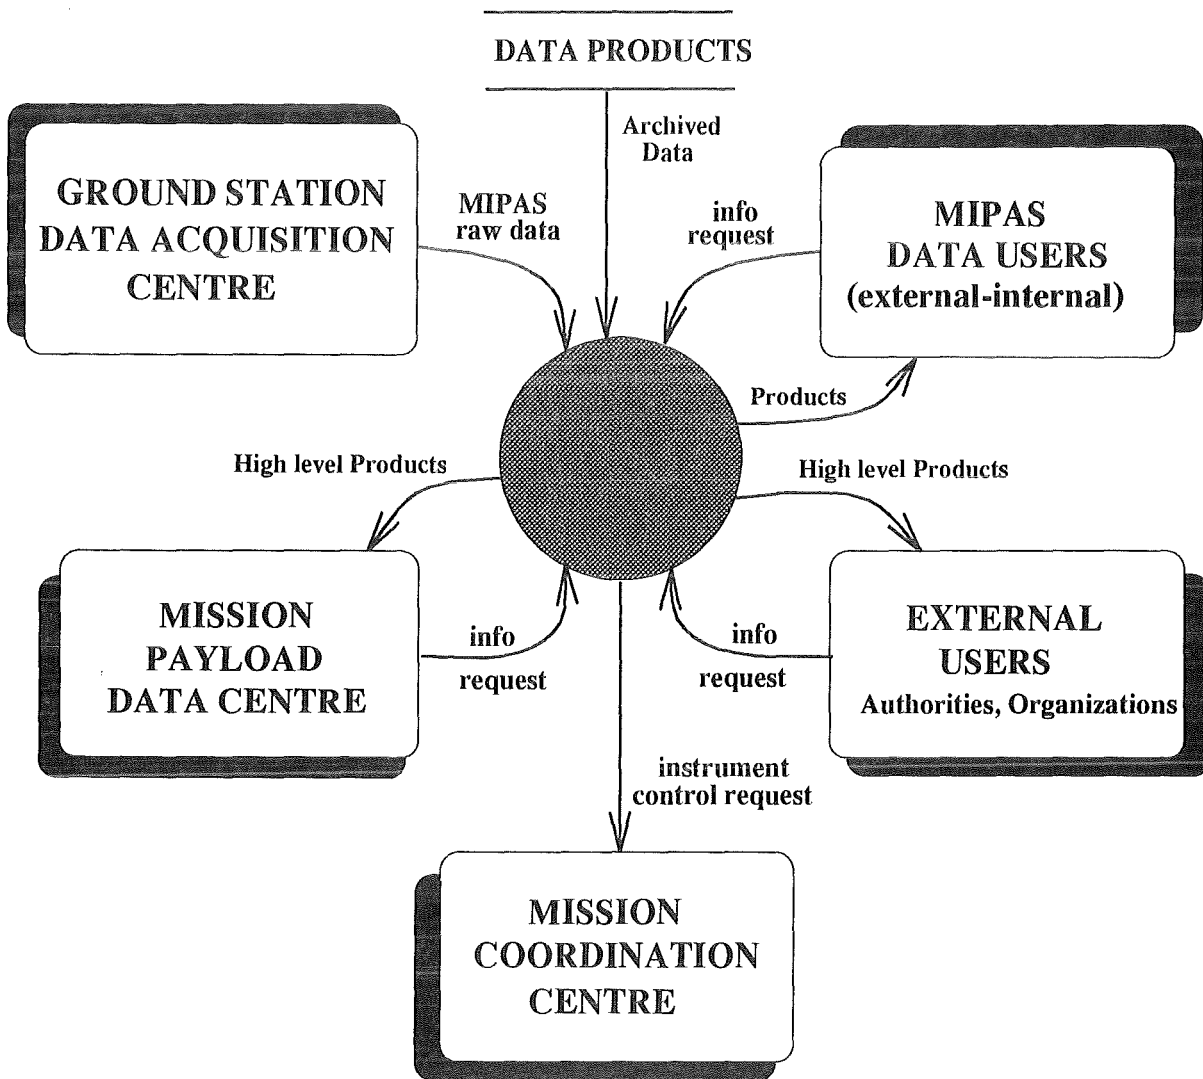 DATA PRODUCTS
Archived
Data
GROUND STATION
DATA ACQUISITION
CENTRE
MIPAS
raw data
info
request
MIPAS
DATA USERS
(external-internal)
Products
High level Products
High level Products
MISSION
PAYLOAD
DATA CENTRE
info
request
info
request
EXTERNAL
USERS
Authorities, Organizations
instrument
control request
MISSION
COORDINATION
CENTRE